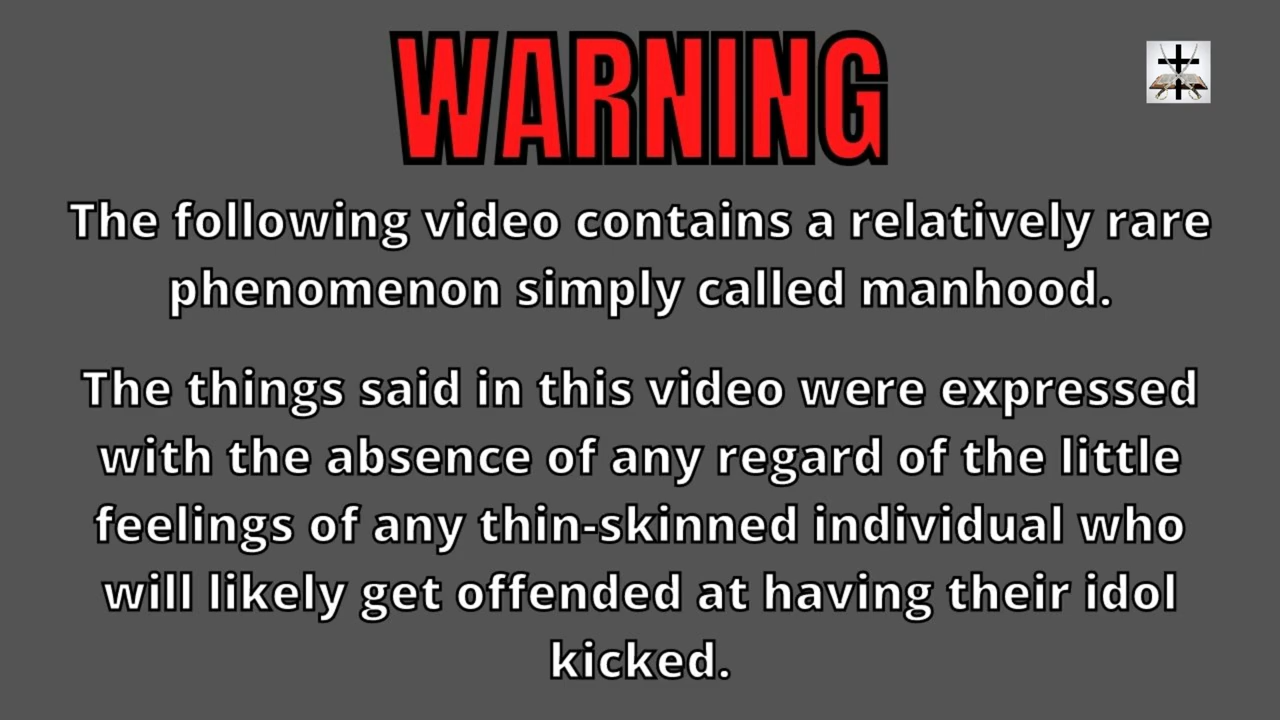 WARNING
The following video contains a relatively rare
phenomenon simply called manhood.
The things said in this video were expressed
with the absence of any regard of the little
feelings of any thin-skinned individual who
will likely get offended at having their idol
kicked.